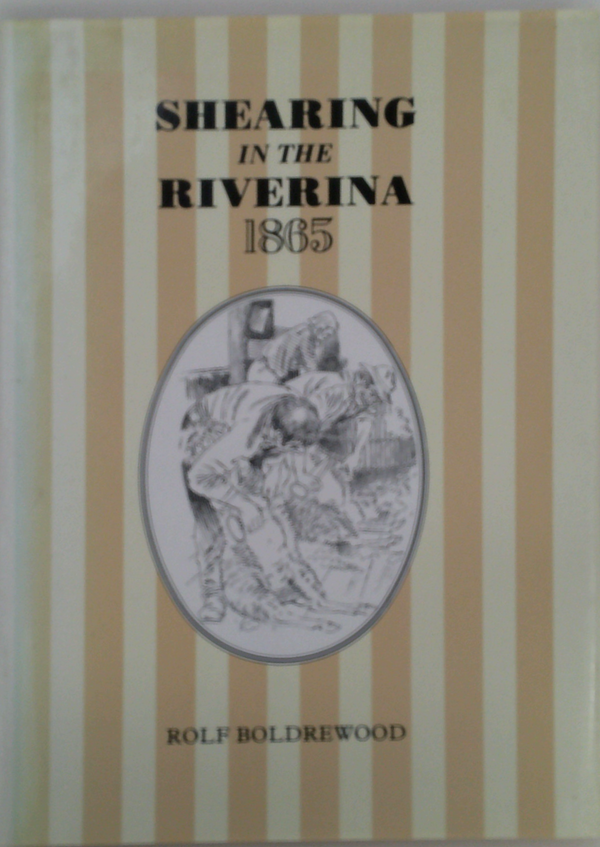 SHEARING
IN THE
RIVERINA
1865
ROLF BOLDREWOOD